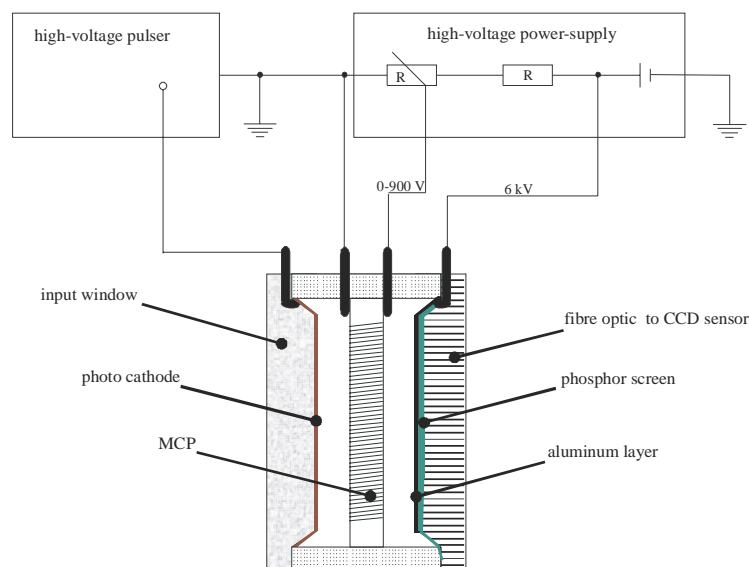 high-voltage pulser
high-voltage power-supply
R
R
0-900 V
6 kV
input window
fibre optic to CCD sensor
photo cathode
phosphor screen
MCP
aluminum layer